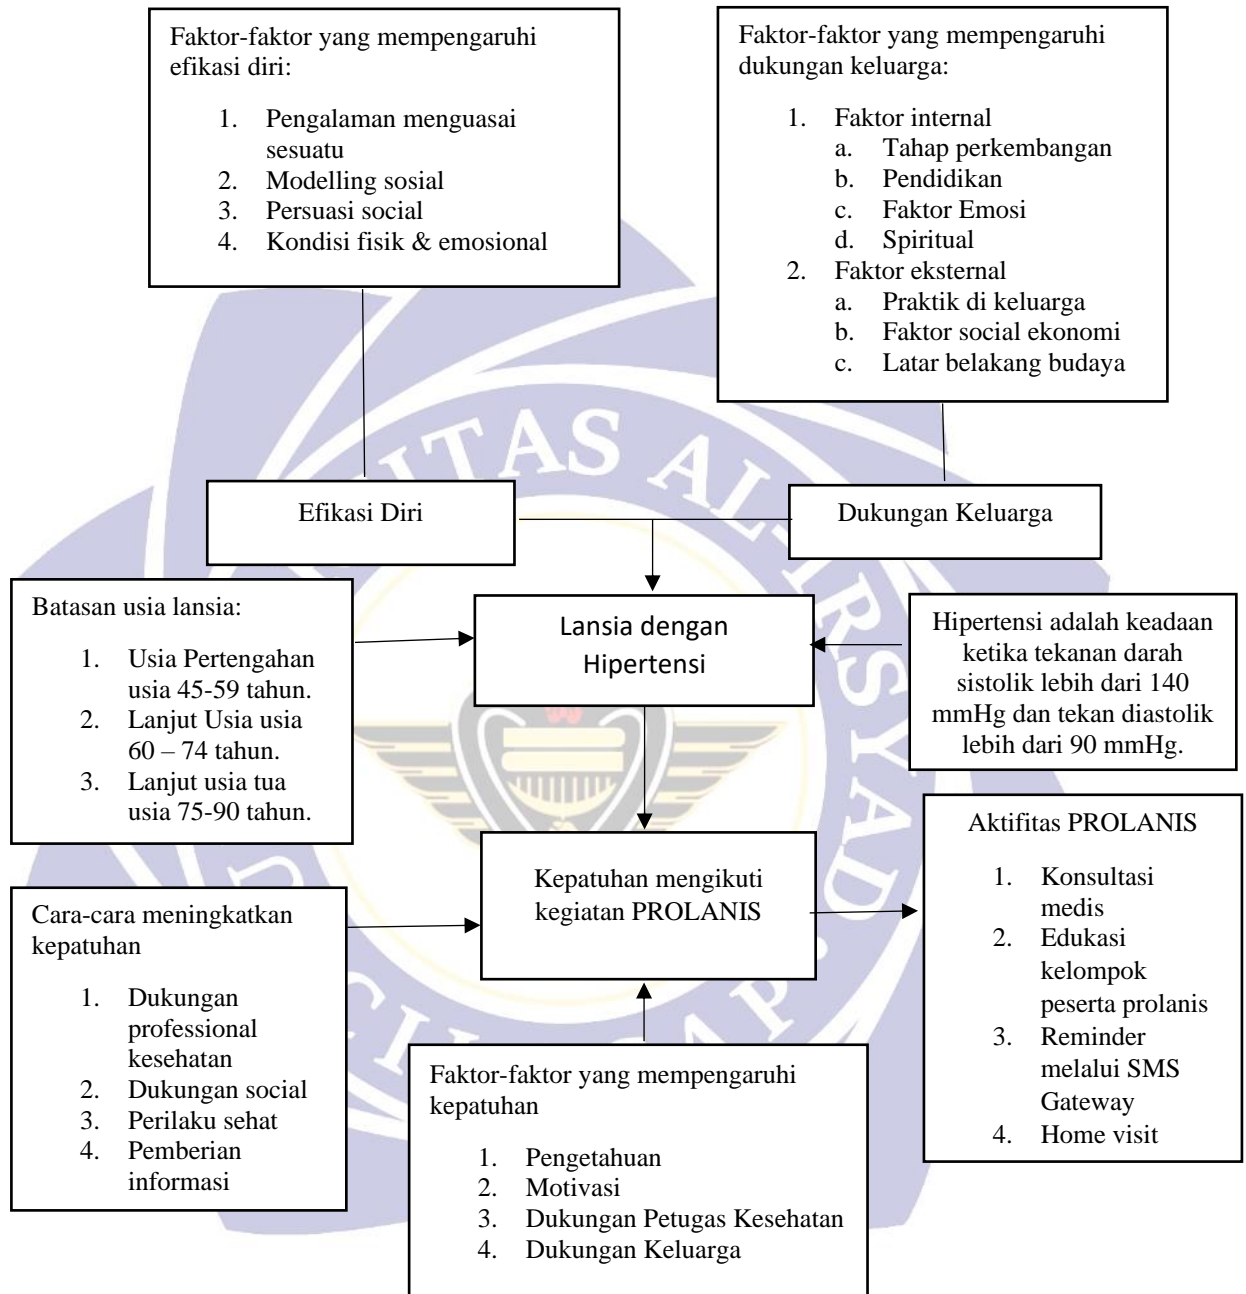 Faktor-faktor yang mempengaruhi
efikasi diri:
1. Pengalaman menguasai
sesuatu
2. Modelling sosial
3. Persuasi social
4. Kondisi fisik & emosional
Faktor-faktor yang mempengaruhi
dukungan keluarga:
1. Faktor internal
a. Tahap perkembangan
b. Pendidikan
c. Faktor Emosi
d. Spiritual
2. Faktor eksternal
a. Praktik di keluarga
b. Faktor social ekonomi
c. Latar belakang budaya
Efikasi Diri
Dukungan Keluarga
Batasan usia lansia:
1. Usia Pertengahan
usia 45-59 tahun.
2. Lanjut Usia usia
60 – 74 tahun.
3. Lanjut usia tua
usia 75-90 tahun.
Lansia dengan
Hipertensi
Hipertensi adalah keadaan
ketika tekanan darah
sistolik lebih dari 140
mmHg dan tekan diastolik
lebih dari 90 mmHg.
Kepatuhan mengikuti
kegiatan PROLANIS
Aktifitas PROLANIS
1. Konsultasi
medis
2. Edukasi
kelompok
peserta prolanis
3. Reminder
melalui SMS
Gateway
4. Home visit
Cara-cara meningkatkan
kepatuhan
1. Dukungan
professional
kesehatan
2. Dukungan social
3. Perilaku sehat
4. Pemberian
informasi
Faktor-faktor yang mempengaruhi
kepatuhan
1. Pengetahuan
2. Motivasi
3. Dukungan Petugas Kesehatan
4. Dukungan Keluarga
ITAS AL-IRSYAD